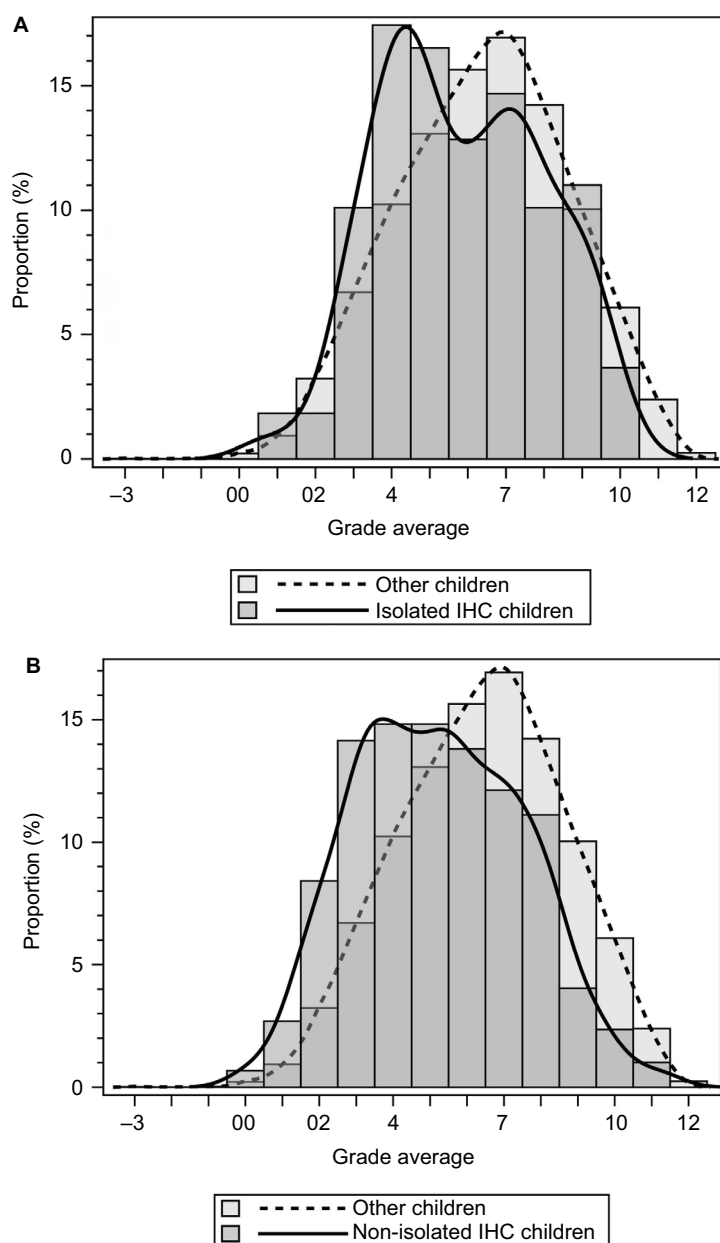 A
15
10
5
0
Proportion (%)
–3 00 02 4 7 10 12
Grade average
Other children
Isolated IHC children
B
15
10
5
0
Proportion (%)
–3 00 02 4 7 10 12
Grade average
Other children
Non-isolated IHC children